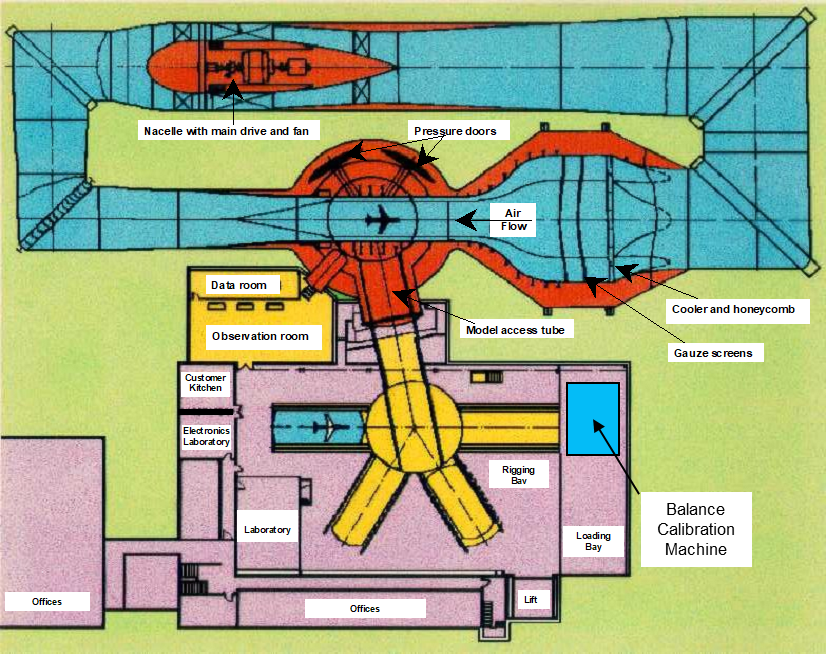 Nacelle with main drive and fan
Pressure doors
Air
Flow
Data room
Cooler and honeycomb
Observation room
Model access tube
Gauze screens
Customer
Kitchen
Electronics
Laboratory
Rigging
Bay
Balance
Calibration
Machine
Laboratory
Loading
Bay
Offices
Offices
Lift